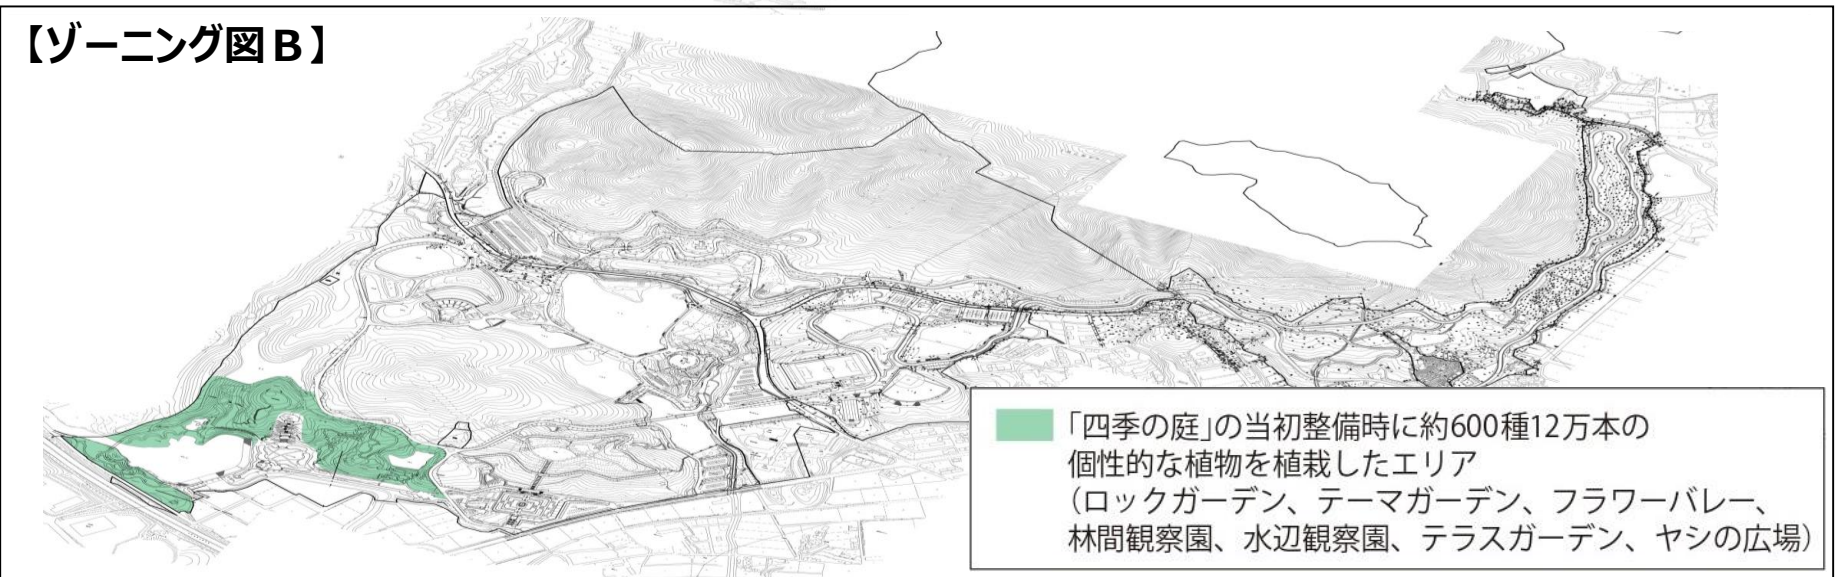 【ゾーニング図Ｂ】
「四季の庭」の当初整備時に約600種12万本の
個性的な植物を植栽したエリア
（ロックガーデン、テーマガーデン、フラワーバレー、
林間観察園、水辺観察園、テラスガーデン、ヤシの広場）